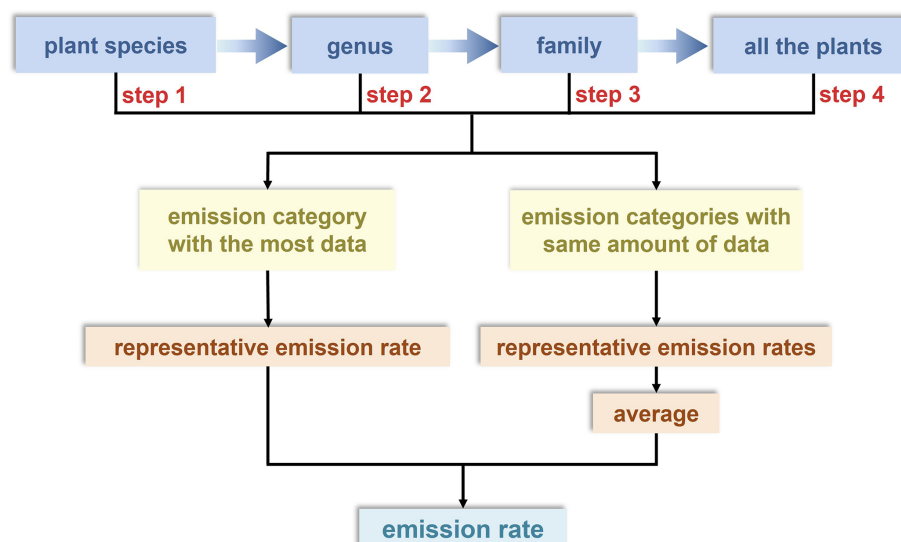 plant species
genus
family
all the plants
step 1
step 2
step 3
step 4
emission category
with the most data
emission categories with
same amount of data
representative emission rate
representative emission rates
average
emission rate